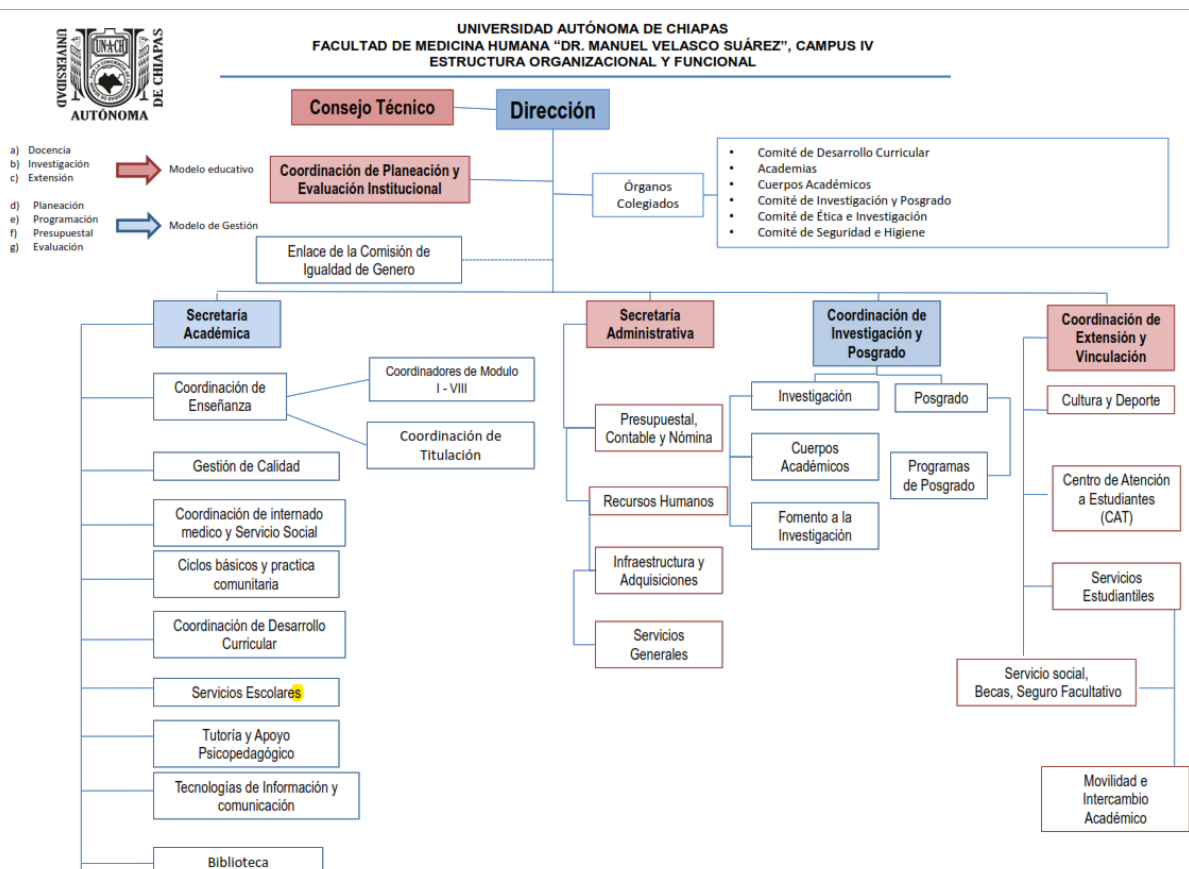 UNIVERSIDAD AUTÓNOMA DE CHIAPAS
FACULTAD DE MEDICINA HUMANA “DR. MANUEL VELASCO SUÁREZ”, CAMPUS IV
ESTRUCTURA ORGANIZACIONAL Y FUNCIONAL
UNIVERSIDAD
UN·A·CH
DE CHIAPAS
AUTÓNOMA
Consejo Técnico
Dirección
a) Docencia
b) Investigación
c) Extensión
Modelo educativo
d) Planeación
e) Programación
f) Presupuestal
g) Evaluación
Modelo de Gestión
Coordinación de Planeación y
Evaluación Institucional
Órganos
Colegiados
• Comité de Desarrollo Curricular
• Academias
• Cuerpos Académicos
• Comité de Investigación y Posgrado
• Comité de Ética e Investigación
• Comité de Seguridad e Higiene
Enlace de la Comisión de
Igualdad de Genero
Secretaría
Académica
Coordinación de
Enseñanza
Coordinadores de Modulo
I - VIII
Coordinación de
Titulación
Gestión de Calidad
Coordinación de internado
medico y Servicio Social
Ciclos básicos y practica
comunitaria
Coordinación de Desarrollo
Curricular
Servicios Escolares
Tutoría y Apoyo
Psicopedagógico
Tecnologías de Información y
comunicación
Biblioteca
Secretaría
Administrativa
Presupuestal,
Contable y Nómina
Recursos Humanos
Infraestructura y
Adquisiciones
Servicios
Generales
Coordinación de
Investigación y
Posgrado
Investigación
Cuerpos
Académicos
Fomento a la
Investigación
Posgrado
Programas
de Posgrado
Coordinación de
Extensión y
Vinculación
Cultura y Deporte
Centro de Atención
a Estudiantes
(CAT)
Servicios
Estudiantiles
Servicio social,
Becas, Seguro Facultativo
Movilidad e
Intercambio
Académico